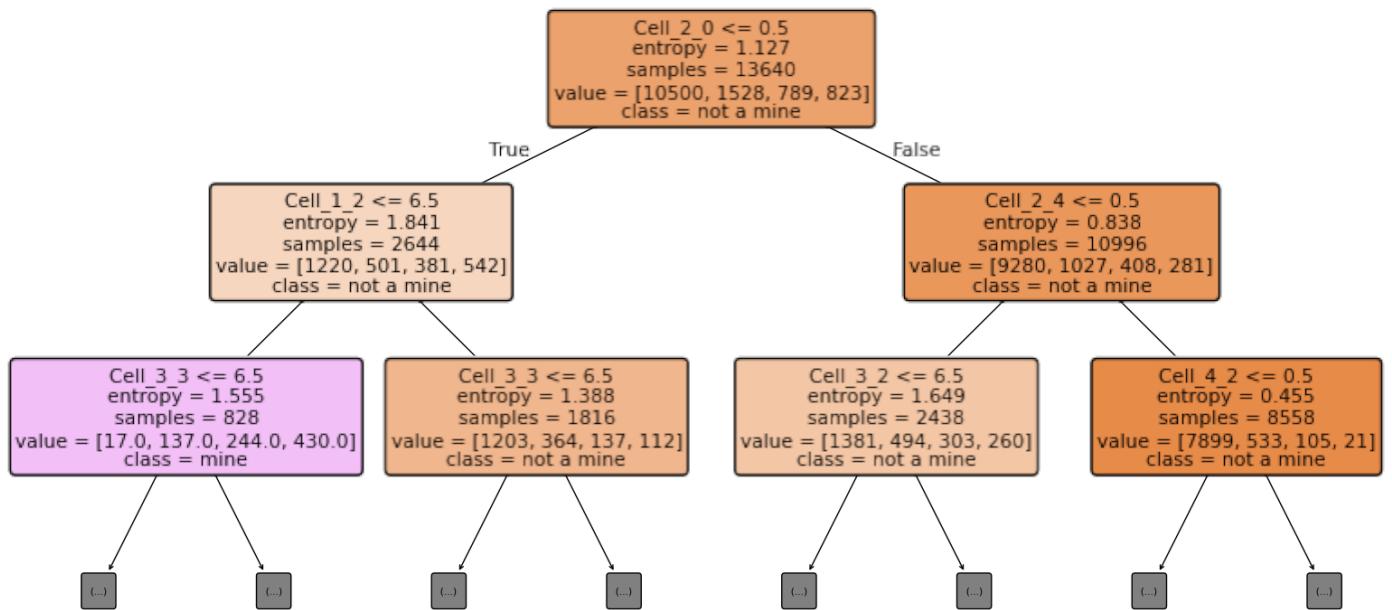 Cell_2_0 <= 0.5
entropy = 1.127
samples = 13640
value = [10500, 1528, 789, 823]
class = not a mine
True
False
Cell_1_2 <= 6.5
entropy = 1.841
samples = 2644
value = [1220, 501, 381, 542]
class = not a mine
Cell_2_4 <= 0.5
entropy = 0.838
samples = 10996
value = [9280, 1027, 408, 281]
class = not a mine
Cell_3_3 <= 6.5
entropy = 1.555
samples = 828
value = [17.0, 137.0, 244.0, 430.0]
class = mine
Cell_3_3 <= 6.5
entropy = 1.388
samples = 1816
value = [1203, 364, 137, 112]
class = not a mine
Cell_3_2 <= 6.5
entropy = 1.649
samples = 2438
value = [1381, 494, 303, 260]
class = not a mine
Cell_4_2 <= 0.5
entropy = 0.455
samples = 8558
value = [7899, 533, 105, 21]
class = not a mine
(...)
(...)
(...)
(...)
(...)
(...)
(...)
(...)